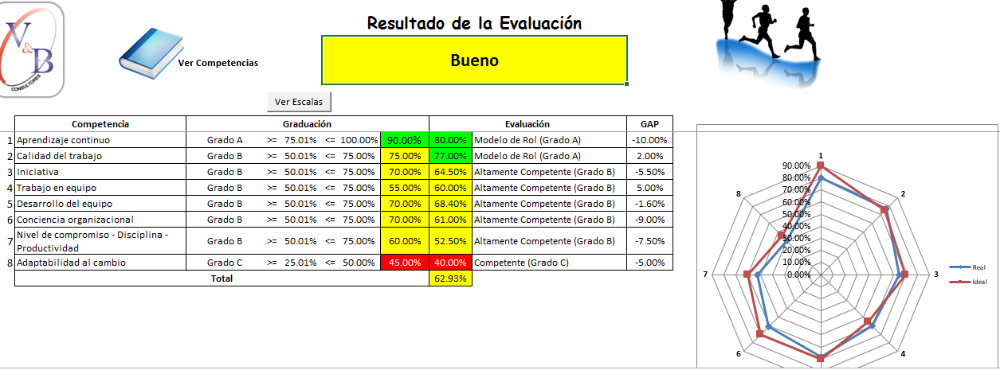 Resultado de la Evaluación
V&B
CONSULTORES
Ver Competencias
Bueno
Ver Escalas
Competencia Graduación Evaluación GAP
1 Aprendizaje continuo Grado A >= 75.01% <= 100.00% 90.00% 80.00% Modelo de Rol (Grado A) -10.00%
2 Calidad del trabajo Grado B >= 50.01% <= 75.00% 75.00% 77.00% Modelo de Rol (Grado A) 2.00%
3 Iniciativa Grado B >= 50.01% <= 75.00% 70.00% 64.50% Altamente Competente (Grado B) -5.50%
4 Trabajo en equipo Grado B >= 50.01% <= 75.00% 55.00% 60.00% Altamente Competente (Grado B) 5.00%
5 Desarrollo del equipo Grado B >= 50.01% <= 75.00% 70.00% 68.40% Altamente Competente (Grado B) -1.60%
6 Conciencia organizacional Grado B >= 50.01% <= 75.00% 70.00% 61.00% Altamente Competente (Grado B) -9.00%
7 Nivel de compromiso - Disciplina -
Productividad Grado B >= 50.01% <= 75.00% 60.00% 52.50% Altamente Competente (Grado B) -7.50%
8 Adaptabilidad al cambio Grado C >= 25.01% <= 50.00% 45.00% 40.00% Competente (Grado C) -5.00%
Total 62.93%
1
90.00%
80.00%
70.00%
60.00%
50.00%
40.00%
30.00%
20.00%
10.00%
0.00%
2
3
4
6
7
8
Real
Ideal